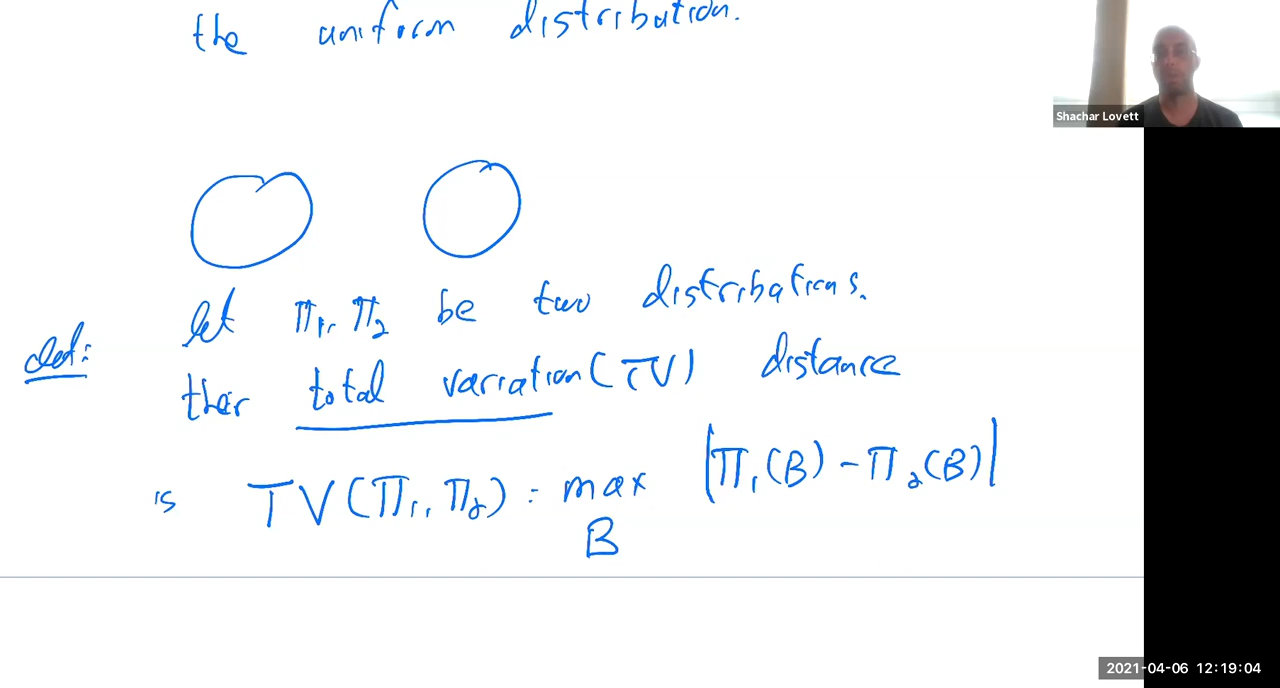 the uniform distribution.
Shachar Lovett
let π₁, π₂ be two distributions.
def:
their total variation (TV) distance
is TV(π₁, π₂) = max |π₁(B) - π₂(B)|
B
2021-04-06 12:19:04